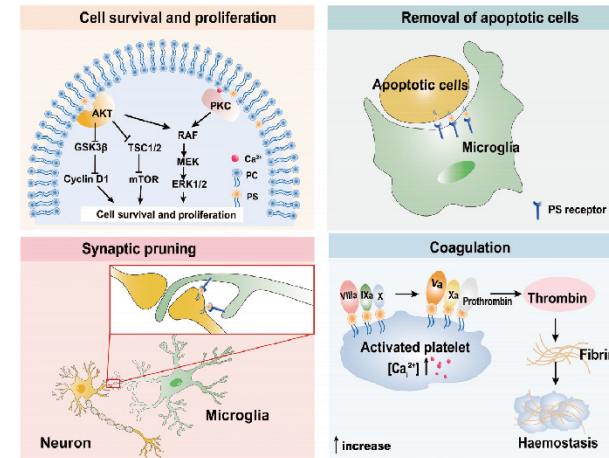 Cell survival and proliferation
AKT
PKC
RAF
GSK3β
TSC1/2
MEK
Cyclin D1
mTOR
ERK1/2
Ca²⁺
PC
PS
Cell survival and proliferation
Removal of apoptotic cells
Apoptotic cells
Microglia
PS receptor
Synaptic pruning
Microglia
Neuron
Coagulation
VIIIa IXa X
Va Xa Prothrombin
Thrombin
Activated platelet
[Ca²⁺]
i
Fibrin
Haemostasis
increase